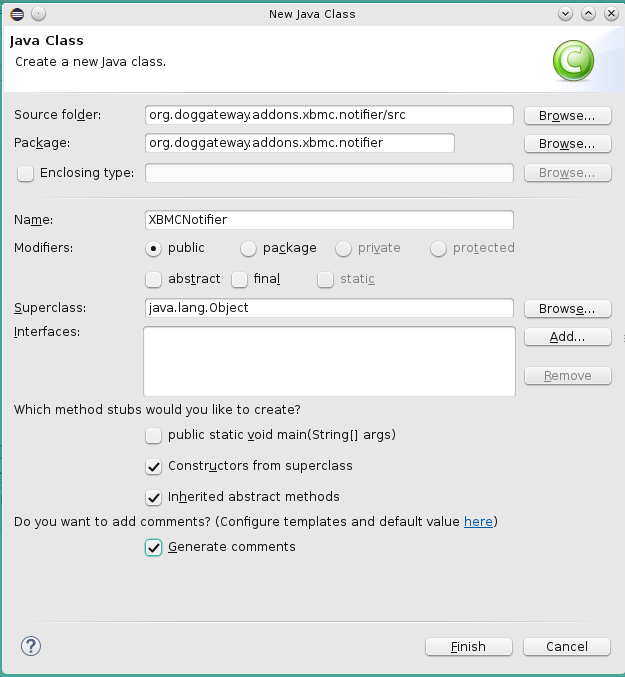 New Java Class
Java Class
Create a new Java class.
C
Source folder: org.doggateway.addons.xbmc.notifier/src Browse...
Package: org.doggateway.addons.xbmc.notifier Browse...
Enclosing type: Browse...
Name: XBMCNotifier
Modifiers: public package private protected
abstract final static
Superclass: java.lang.Object Browse...
Interfaces: Add...
Remove
Which method stubs would you like to create?
public static void main(String[] args)
Constructors from superclass
Inherited abstract methods
Do you want to add comments? (Configure templates and default value here)
Generate comments
? Finish Cancel